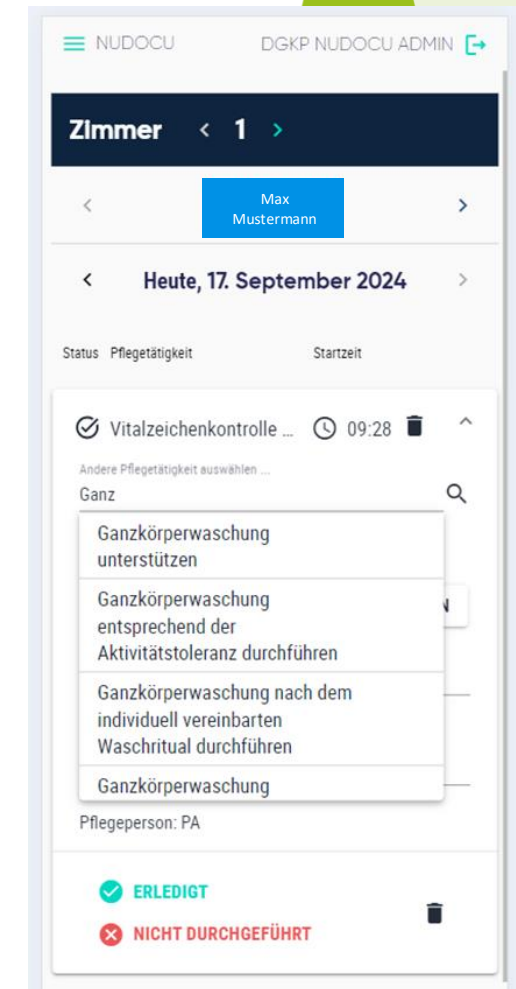 NUDOCU DGKP NUDOCU ADMIN
Zimmer < 1 >
Max
Mustermann
Heute, 17. September 2024
Status Pflegetätigkeit Startzeit
Vitalzeichenkontrolle ... 09:28
Andere Pflegetätigkeit auswählen ...
Ganz
Ganzkörperwaschung
unterstützen
Ganzkörperwaschung
entsprechend der
Aktivitätstoleranz durchführen
Ganzkörperwaschung nach dem
individuell vereinbarten
Waschritual durchführen
Ganzkörperwaschung
Pflegeperson: PA
ERLEDIGT
NICHT DURCHGEFÜHRT